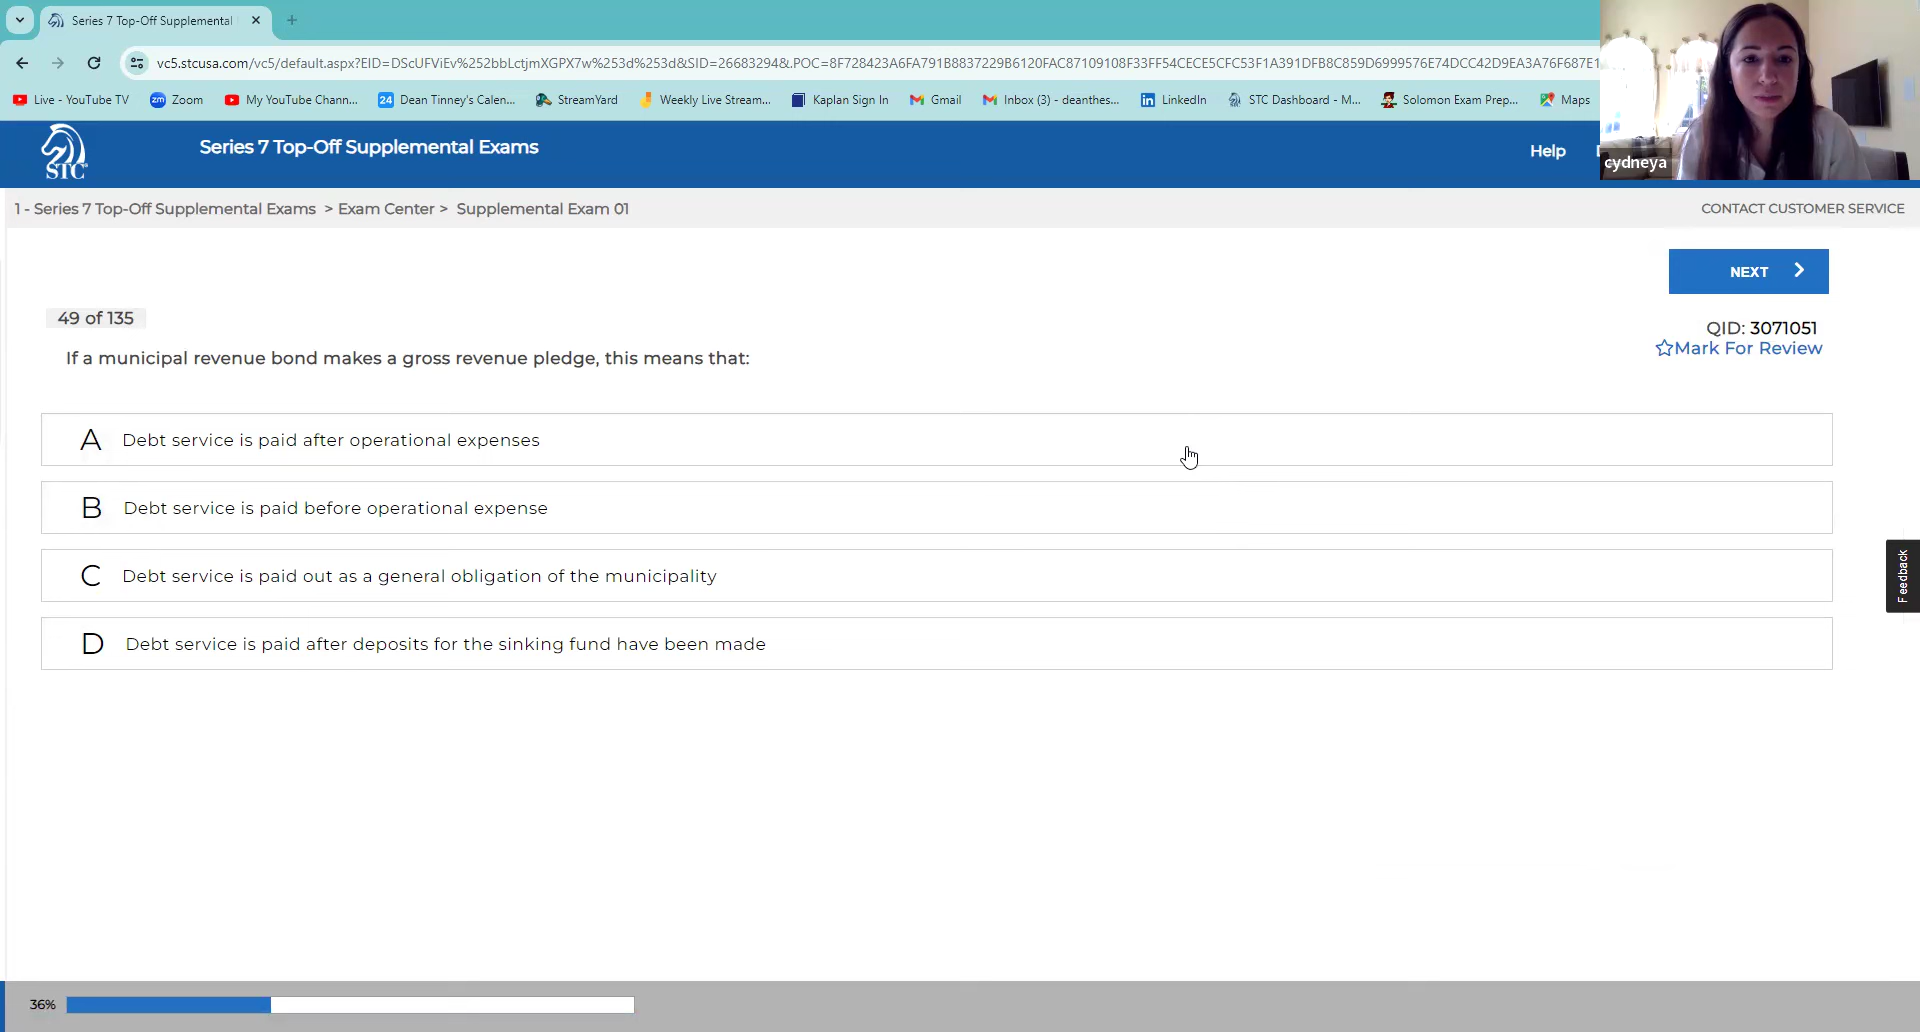 Series 7 Top-Off Supplemental
vc5.stcusa.com/vc5/default.aspx?EID=DScUFViEv%252bbLctjmXGPX7w%253d%253d&SID=26683294&.POC=8F728423A6FA791B8837229B6120FAC87109108F33FF54CECE5CFC53F1A391DFB8C859D6999576E74DCC42D9EA3A76F687E1
Live - YouTube TV
zm Zoom
My YouTube Chann...
24 Dean Tinney's Calen...
StreamYard
Weekly Live Stream...
Kaplan Sign In
Gmail
Inbox (3) - deanthes...
LinkedIn
STC Dashboard - M...
Solomon Exam Prep...
Maps
STC
Series 7 Top-Off Supplemental Exams
Help
cydneya
1 - Series 7 Top-Off Supplemental Exams > Exam Center > Supplemental Exam 01
CONTACT CUSTOMER SERVICE
NEXT
49 of 135
QID: 3071051
Mark For Review
If a municipal revenue bond makes a gross revenue pledge, this means that:
A Debt service is paid after operational expenses
B Debt service is paid before operational expense
C Debt service is paid out as a general obligation of the municipality
D Debt service is paid after deposits for the sinking fund have been made
Feedback
36%